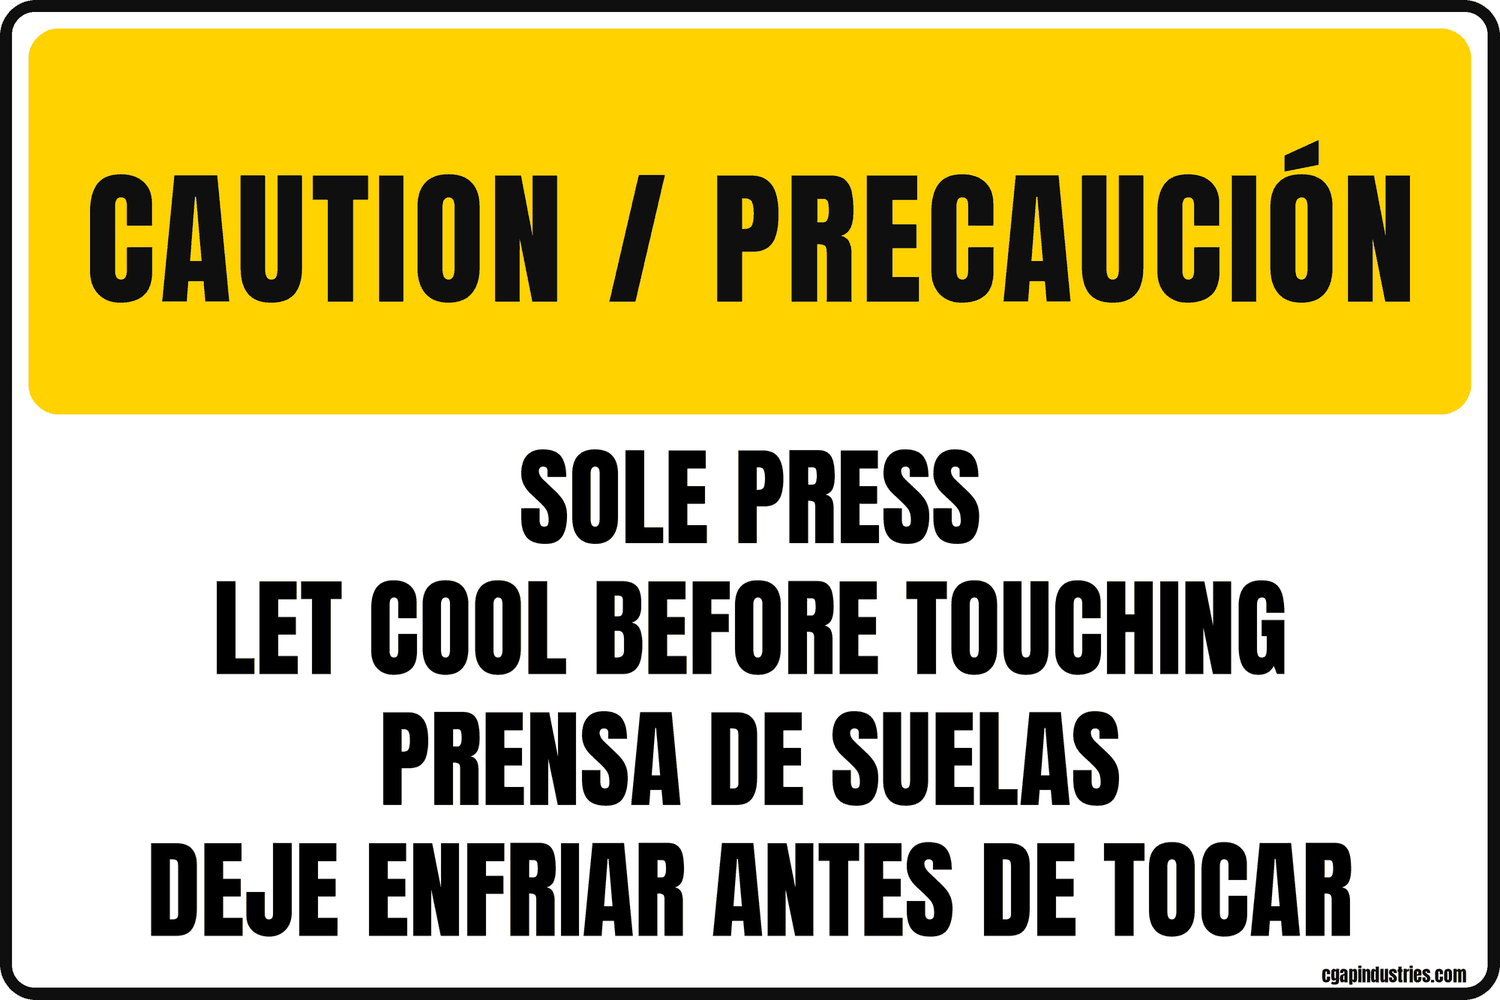 CAUTION / PRECAUCIÓN
SOLE PRESS
LET COOL BEFORE TOUCHING
PRENSA DE SUELAS
DEJE ENFRIAR ANTES DE TOCAR
cgapindustries.com